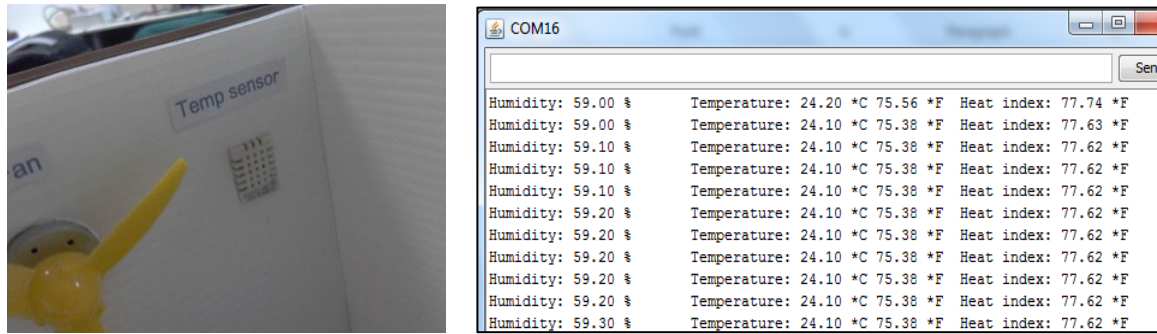 Temp sensor
an
COM16
Sen
Humidity: 59.00 % Temperature: 24.20 *C 75.56 *F Heat index: 77.74 *F
Humidity: 59.00 % Temperature: 24.10 *C 75.38 *F Heat index: 77.63 *F
Humidity: 59.10 % Temperature: 24.10 *C 75.38 *F Heat index: 77.62 *F
Humidity: 59.10 % Temperature: 24.10 *C 75.38 *F Heat index: 77.62 *F
Humidity: 59.10 % Temperature: 24.10 *C 75.38 *F Heat index: 77.62 *F
Humidity: 59.20 % Temperature: 24.10 *C 75.38 *F Heat index: 77.62 *F
Humidity: 59.20 % Temperature: 24.10 *C 75.38 *F Heat index: 77.62 *F
Humidity: 59.20 % Temperature: 24.10 *C 75.38 *F Heat index: 77.62 *F
Humidity: 59.20 % Temperature: 24.10 *C 75.38 *F Heat index: 77.62 *F
Humidity: 59.20 % Temperature: 24.10 *C 75.38 *F Heat index: 77.62 *F
Humidity: 59.30 % Temperature: 24.10 *C 75.38 *F Heat index: 77.62 *F